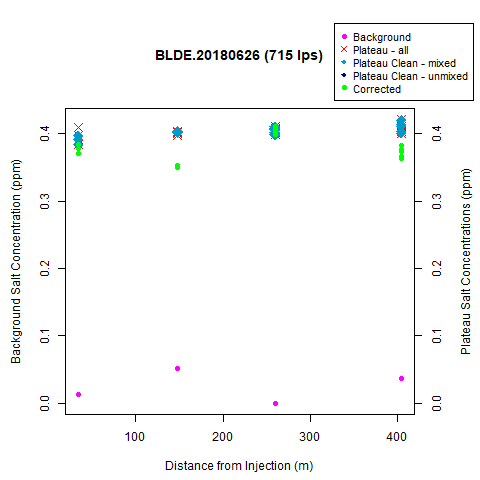 BLDE.20180626 (715 lps)
Background
Plateau - all
Plateau Clean - mixed
Plateau Clean - unmixed
Corrected
Background Salt Concentration (ppm)
0.4
0.3
0.2
0.1
0.0
Plateau Salt Concentrations (ppm)
0.4
0.3
0.2
0.1
0.0
100 200 300 400
Distance from Injection (m)